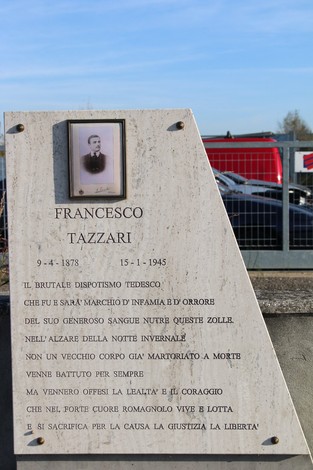 FRANCESCO
TAZZARI
9-4-1878 15-1-1945
IL BRUTALE DISPOTISMO TEDESCO
CHE FU E SARA' MARCHIO D' INFAMIA E D' ORRORE
DEL SUO GENEROSO SANGUE NUTRE QUESTE ZOLLE.
NELL' ALZARE DELLA NOTTE INVERNALE
NON UN VECCHIO CORPO GIA' MARTORIATO A MORTE
VENNE BATTUTO PER SEMPRE
MA VENNERO OFFESI LA LEALTA' E IL CORAGGIO
CHE NEL FORTE CUORE ROMAGNOLO VIVE E LOTTA
E SI SACRIFICA PER LA CAUSA LA GIUSTIZIA LA LIBERTA'